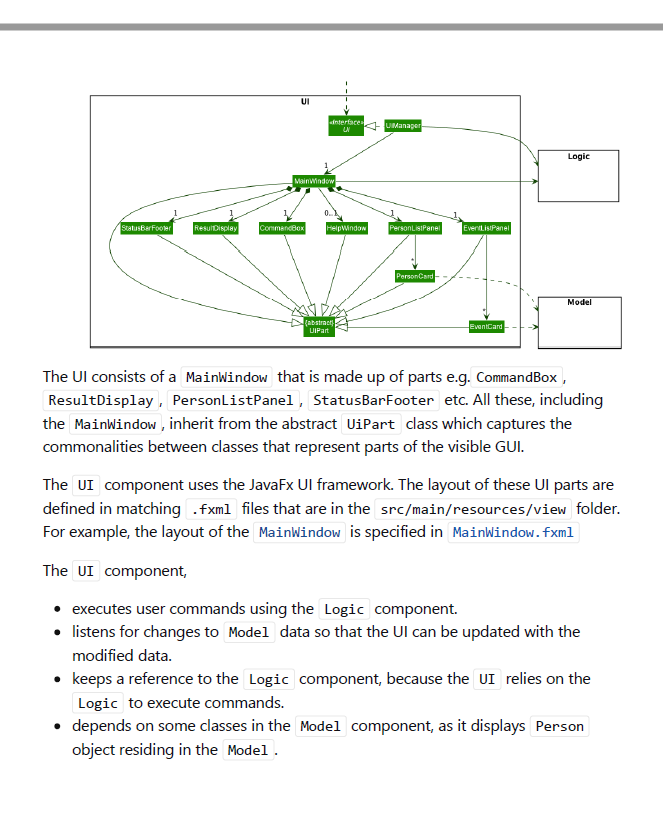 UI
«Interface»
Ui
UiManager
Logic
1
MainWindow
1
1
1
0..1
1
1
StatusBarFooter
ResultDisplay
CommandBox
HelpWindow
PersonListPanel
EventListPanel
*
PersonCard
Model
*
{abstract}
UiPart
EventCard
The UI consists of a MainWindow that is made up of parts e.g. CommandBox ,
ResultDisplay , PersonListPanel , StatusBarFooter etc. All these, including
the MainWindow , inherit from the abstract UiPart class which captures the
commonalities between classes that represent parts of the visible GUI.
The UI component uses the JavaFx UI framework. The layout of these UI parts are
defined in matching .fxml files that are in the src/main/resources/view folder.
For example, the layout of the MainWindow is specified in MainWindow.fxml
The UI component,
• executes user commands using the Logic component.
• listens for changes to Model data so that the UI can be updated with the
modified data.
• keeps a reference to the Logic component, because the UI relies on the
Logic to execute commands.
• depends on some classes in the Model component, as it displays Person
object residing in the Model .